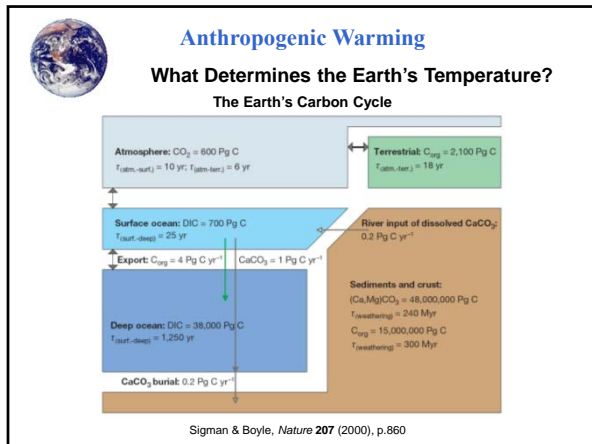 Anthropogenic Warming
What Determines the Earth's Temperature?
The Earth's Carbon Cycle
Atmosphere: CO₂ = 600 Pg C
τ(atm.-surf.) = 10 yr; τ(atm-terr.) = 6 yr
Terrestrial: Corg = 2,100 Pg C
τ(atm.-terr.) = 18 yr
Surface ocean: DIC = 700 Pg C
τ(surf.-deep) = 25 yr
River input of dissolved CaCO₃:
0.2 Pg C yr⁻¹
Export: Corg = 4 Pg C yr⁻¹ CaCO₃ = 1 Pg C yr⁻¹
Sediments and crust:
(Ca,Mg)CO₃ = 48,000,000 Pg C
τ(weathering) = 240 Myr
Corg = 15,000,000 Pg C
τ(weathering) = 300 Myr
Deep ocean: DIC = 38,000 Pg C
τ(surf.-deep) = 1,250 yr
CaCO₃ burial: 0.2 Pg C yr⁻¹
Sigman & Boyle, Nature 207 (2000), p.860